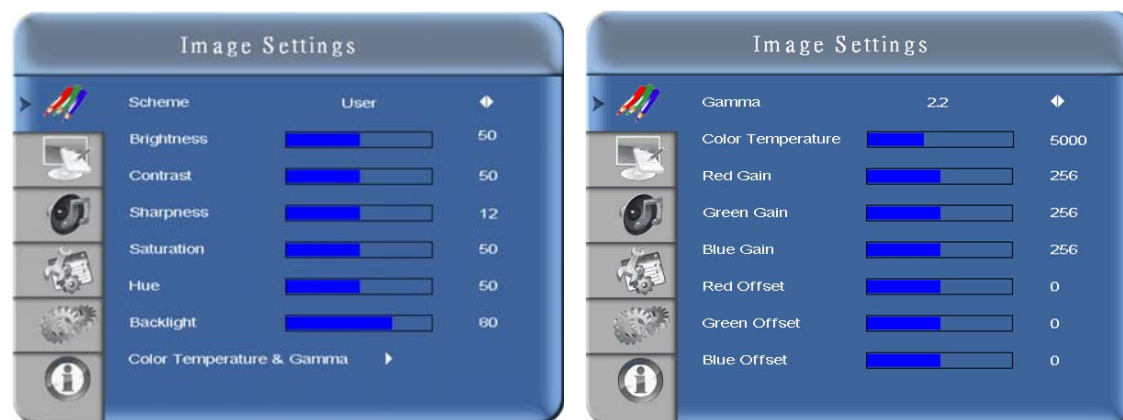 Image Settings
Scheme User
Brightness 50
Contrast 50
Sharpness 12
Saturation 50
Hue 50
Backlight 80
Color Temperature & Gamma
Image Settings
Gamma 2.2
Color Temperature 5000
Red Gain 256
Green Gain 256
Blue Gain 256
Red Offset 0
Green Offset 0
Blue Offset 0